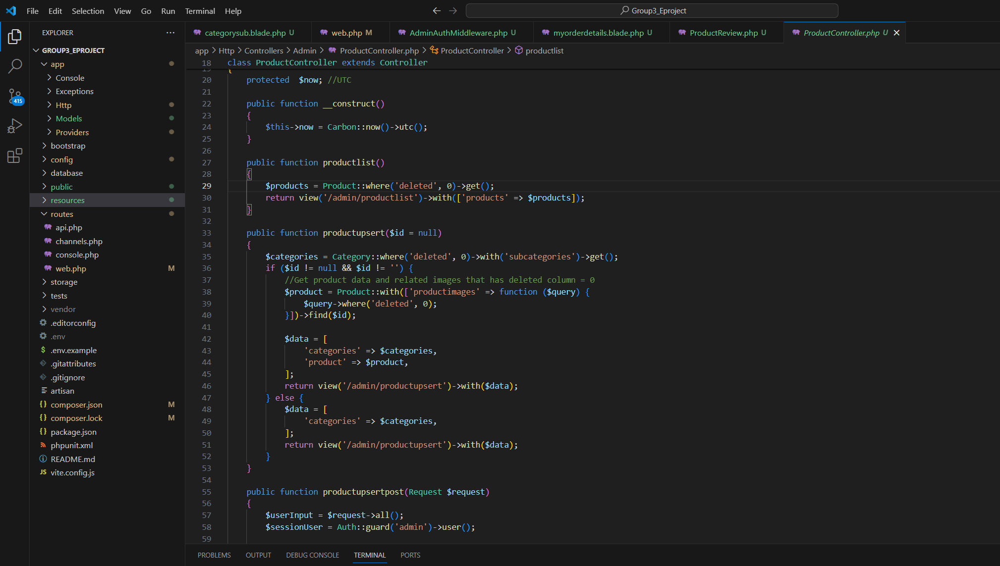 File Edit Selection View Go Run Terminal Help
Group3_Eproject
EXPLORER
GROUP3_EPROJECT
app
Console
Exceptions
Http
Models
Providers
bootstrap
config
database
public
resources
routes
api.php
channels.php
console.php
web.php M
storage
tests
vendor
.editorconfig
.env
.env.example
.gitattributes
.gitignore
artisan
composer.json M
composer.lock M
package.json
phpunit.xml
README.md
JS vite.config.js
415
categorysub.blade.php U web.php M AdminAuthMiddleware.php U myorderdetails.blade.php U ProductReview.php U ProductController.php U
app > Http > Controllers > Admin > ProductController.php > ProductController > productlist
18 class ProductController extends Controller
19 {
20 protected  $now; //UTC
21
22 public function __construct()
23 {
24 $this->now = Carbon::now()->utc();
25 }
26
27 public function productlist()
28 {
29 $products = Product::where('deleted', 0)->get();
30 return view('/admin/productlist')->with(['products' => $products]);
31 }
32
33 public function productupsert($id = null)
34 {
35 $categories = Category::where('deleted', 0)->with('subcategories')->get();
36 if ($id != null && $id != '') {
37 //Get product data and related images that has deleted column = 0
38 $product = Product::with(['productimages' => function ($query) {
39 $query->where('deleted', 0);
40 }])->find($id);
41
42 $data = [
43 'categories' => $categories,
44 'product' => $product,
45 ];
46 return view('/admin/productupsert')->with($data);
47 } else {
48 $data = [
49 'categories' => $categories,
50 ];
51 return view('/admin/productupsert')->with($data);
52 }
53 }
54
55 public function productupsertpost(Request $request)
56 {
57 $userInput = $request->all();
58 $sessionUser = Auth::guard('admin')->user();
59
PROBLEMS OUTPUT DEBUG CONSOLE TERMINAL PORTS